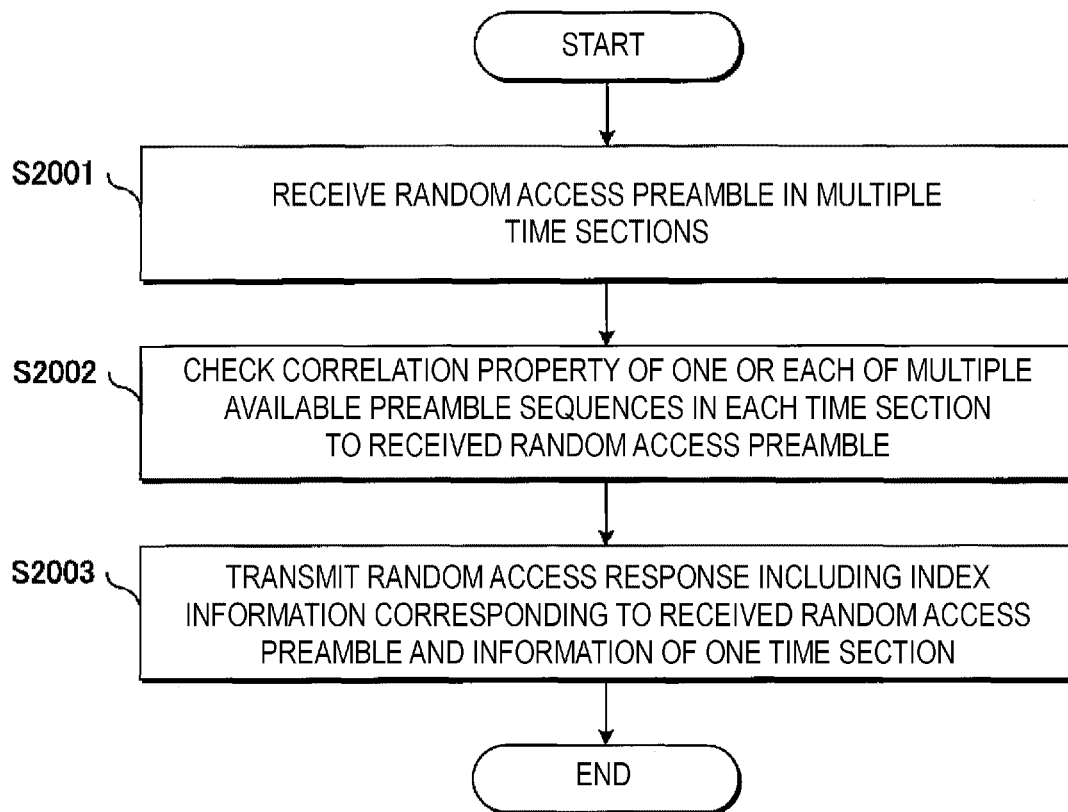 START
S2001
RECEIVE RANDOM ACCESS PREAMBLE IN MULTIPLE
TIME SECTIONS
S2002
CHECK CORRELATION PROPERTY OF ONE OR EACH OF MULTIPLE
AVAILABLE PREAMBLE SEQUENCES IN EACH TIME SECTION
TO RECEIVED RANDOM ACCESS PREAMBLE
S2003
TRANSMIT RANDOM ACCESS RESPONSE INCLUDING INDEX
INFORMATION CORRESPONDING TO RECEIVED RANDOM ACCESS
PREAMBLE AND INFORMATION OF ONE TIME SECTION
END